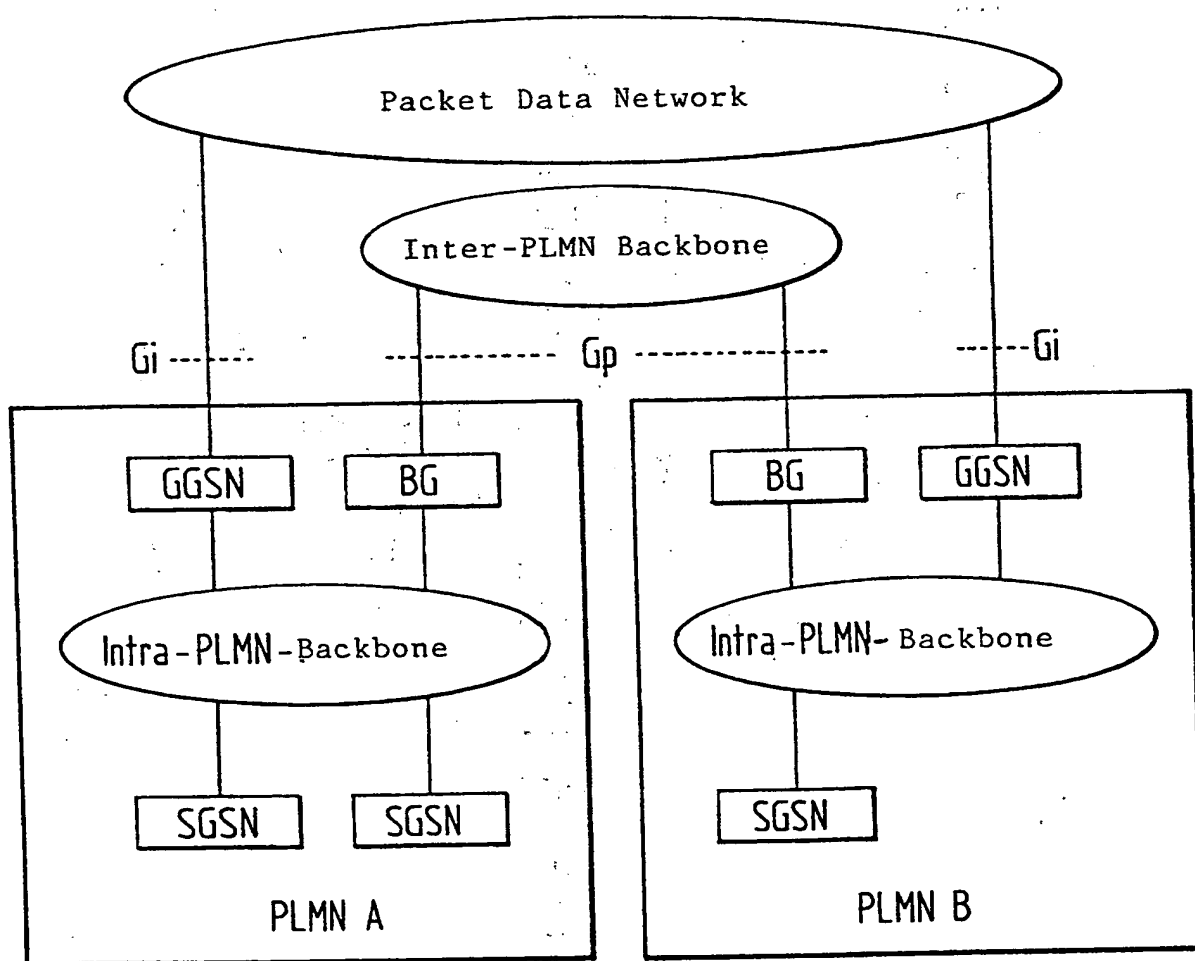 Packet Data Network
Inter-PLMN Backbone
Gi
Gp
Gi
GGSN
BG
BG
GGSN
Intra-PLMN-Backbone
Intra-PLMN-Backbone
SGSN
SGSN
SGSN
PLMN A
PLMN B